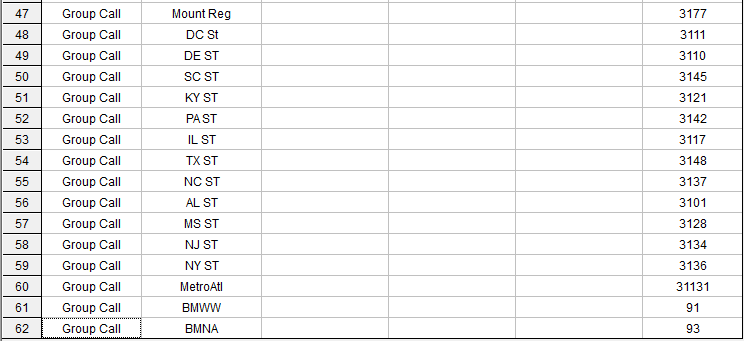 47 Group Call Mount Reg 3177
48 Group Call DC St 3111
49 Group Call DE ST 3110
50 Group Call SC ST 3145
51 Group Call KY ST 3121
52 Group Call PA ST 3142
53 Group Call IL ST 3117
54 Group Call TX ST 3148
55 Group Call NC ST 3137
56 Group Call AL ST 3101
57 Group Call MS ST 3128
58 Group Call NJ ST 3134
59 Group Call NY ST 3136
60 Group Call MetroAtl 31131
61 Group Call BMWW 91
62 Group Call BMNA 93